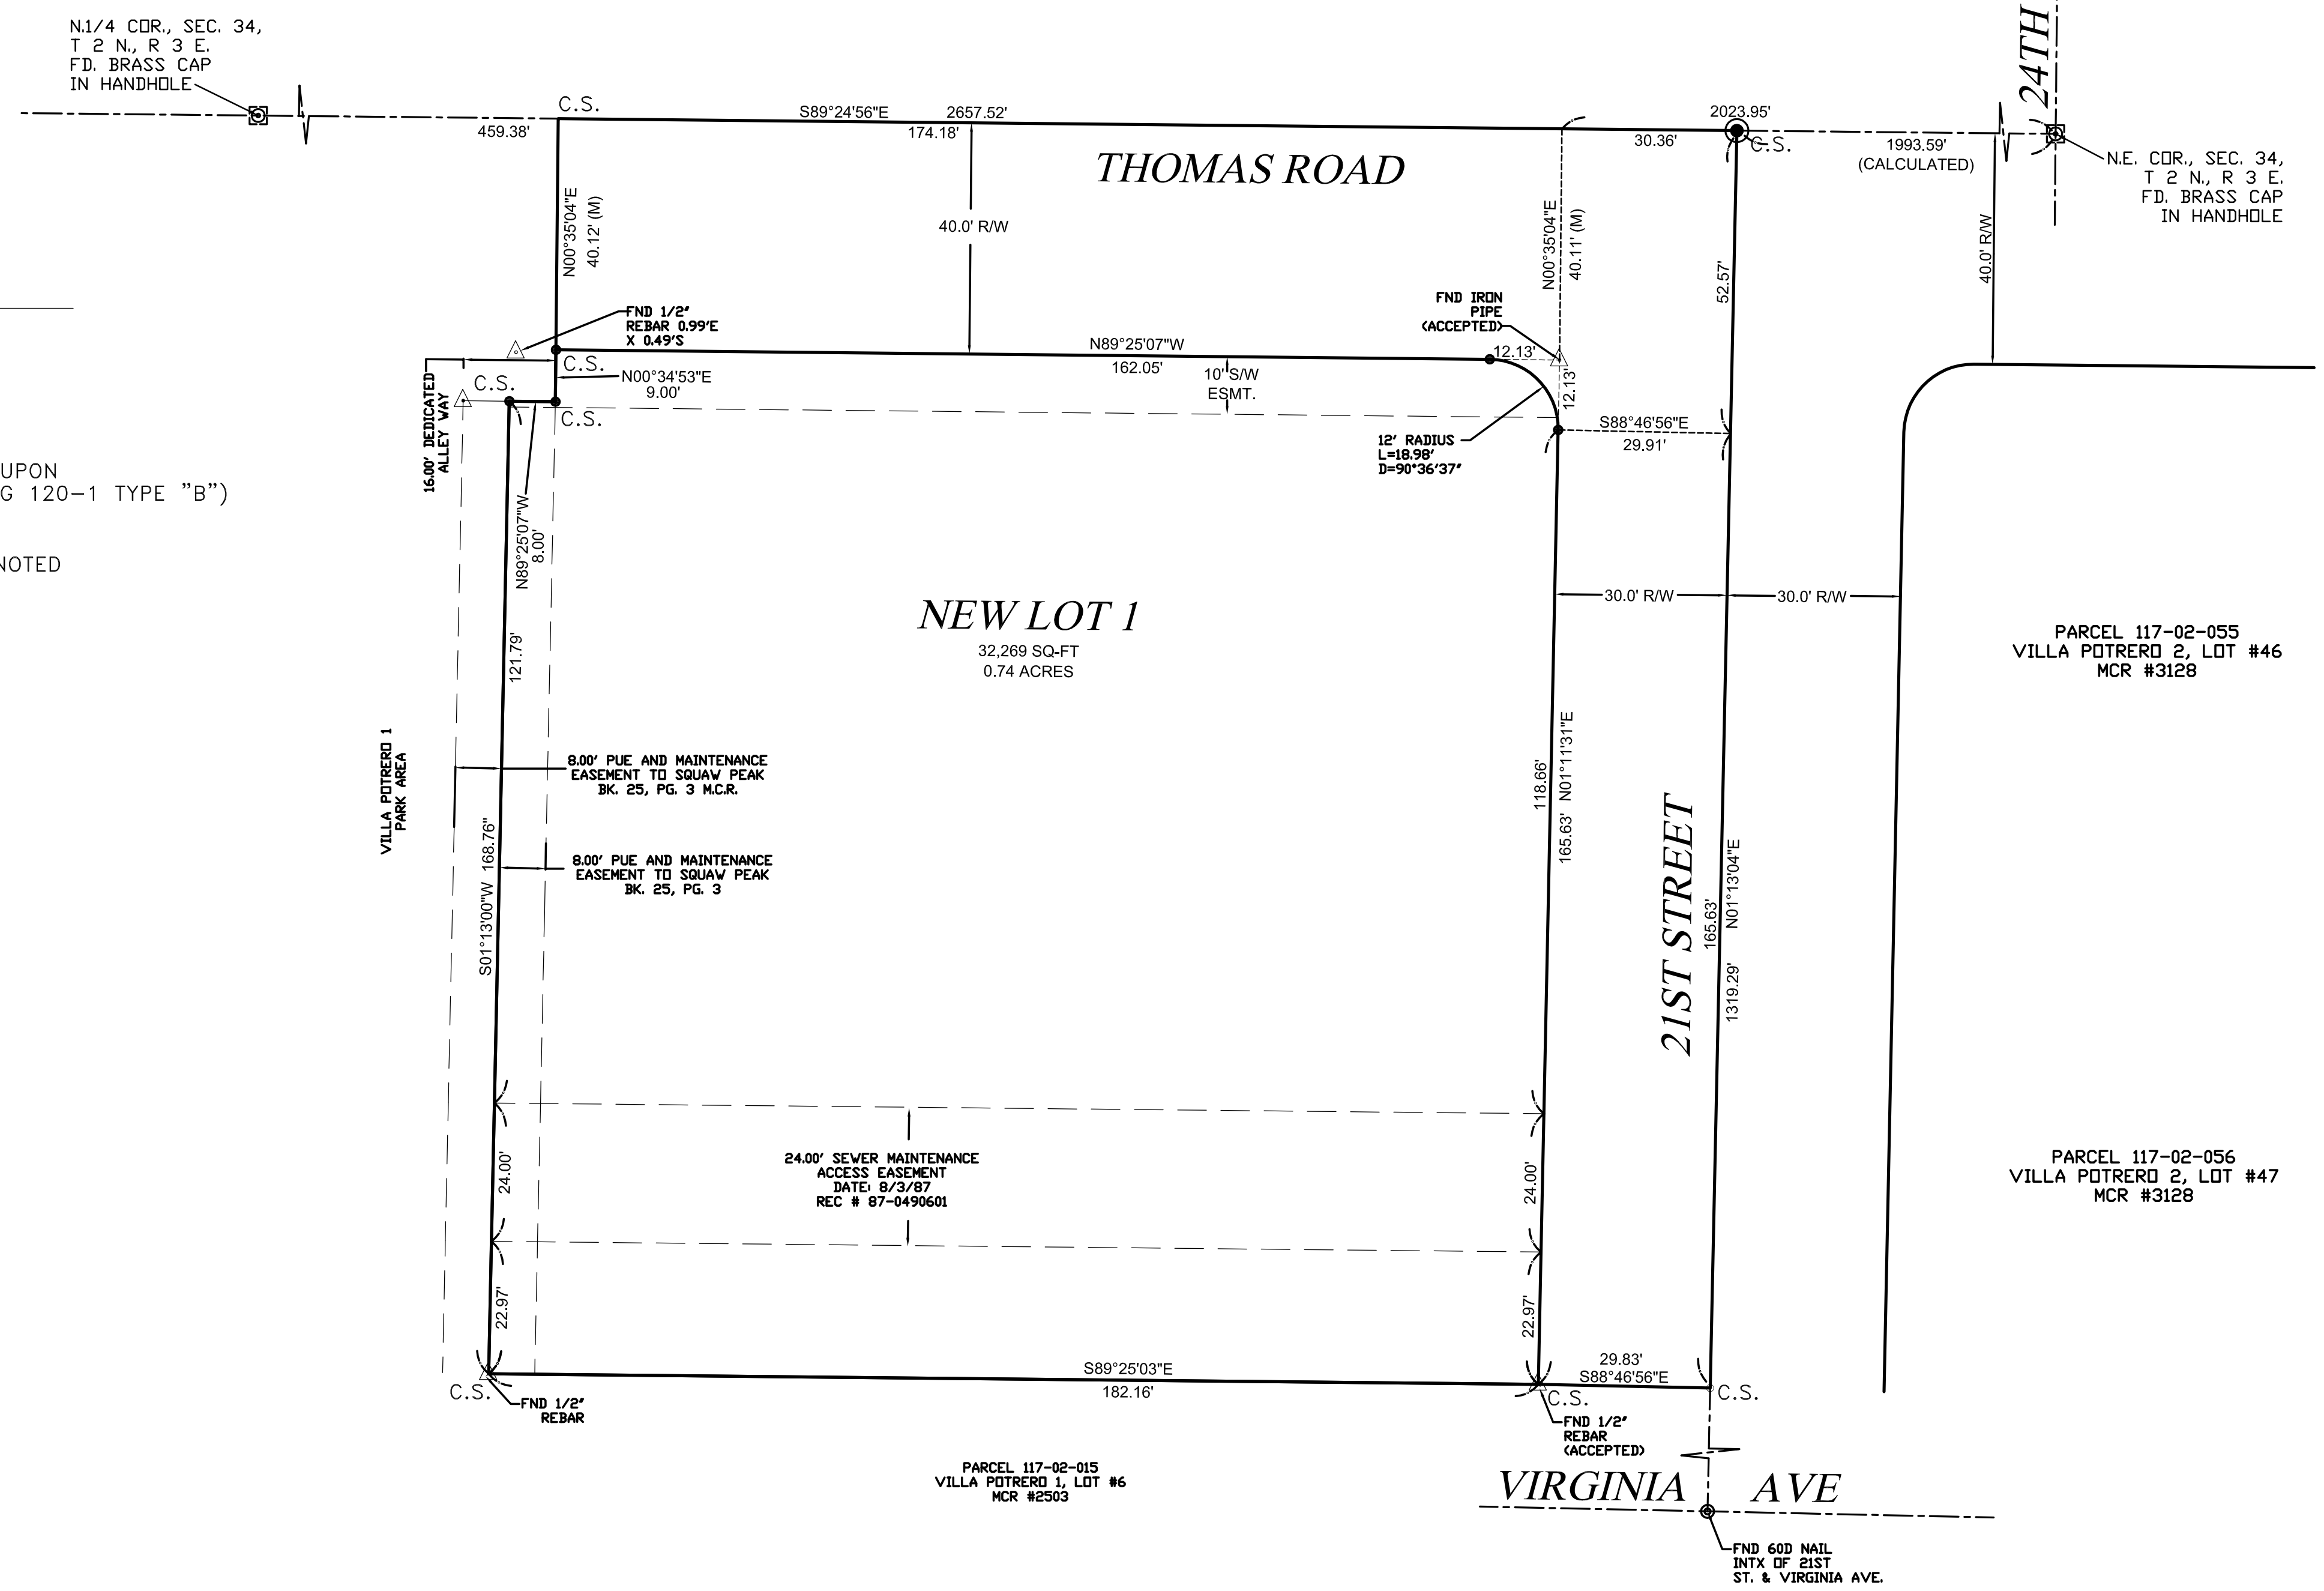 N.1/4 COR., SEC. 34,
T 2 N., R 3 E.
FD. BRASS CAP
IN HANDHOLE
C.S.
459.38'
S89°24'56"E
2657.52'
174.18'
2023.95'
30.36'
C.S.
1993.59'
(CALCULATED)
24TH
N.E. COR., SEC. 34,
T 2 N., R 3 E.
FD. BRASS CAP
IN HANDHOLE
THOMAS ROAD
N00°35'04"E
40.12' (M)
40.0' R/W
N00°35'04"E
40.11' (M)
52.57'
40.0' R/W
FND 1/2"
REBAR 0.99'E
X 0.49'S
FND IRON
PIPE
(ACCEPTED)
N89°25'07"W
162.05'
12.13'
12.13'
C.S.
C.S.
N00°34'53"E
9.00'
C.S.
10' S/W
ESMT.
16.00' DEDICATED
ALLEY WAY
S88°46'56"E
29.91'
12' RADIUS
L=18.98'
D=90°36'37"
UPON
G 120-1 TYPE "B")
NOTED
N89°25'07"W
8.00'
121.79'
NEW LOT 1
32,269 SQ-FT
0.74 ACRES
30.0' R/W
30.0' R/W
PARCEL 117-02-055
VILLA POTRERO 2, LOT #46
MCR #3128
VILLA POTRERO 1
PARK AREA
8.00' PUE AND MAINTENANCE
EASEMENT TO SQUAW PEAK
BK. 25, PG. 3 M.C.R.
8.00' PUE AND MAINTENANCE
EASEMENT TO SQUAW PEAK
BK. 25, PG. 3
S01°13'00"W 168.76"
118.66'
165.63' N01°11'31"E
21ST STREET
165.63'
N01°13'04"E
1319.29'
24.00'
24.00' SEWER MAINTENANCE
ACCESS EASEMENT
DATE: 8/3/87
REC # 87-0490601
24.00'
PARCEL 117-02-056
VILLA POTRERO 2, LOT #47
MCR #3128
22.97'
22.97'
S89°25'03"E
182.16'
29.83'
S88°46'56"E
C.S.
FND 1/2"
REBAR
C.S.
C.S.
FND 1/2"
REBAR
(ACCEPTED)
PARCEL 117-02-015
VILLA POTRERO 1, LOT #6
MCR #2503
VIRGINIA AVE
FND 60D NAIL
INTX OF 21ST
ST. & VIRGINIA AVE.